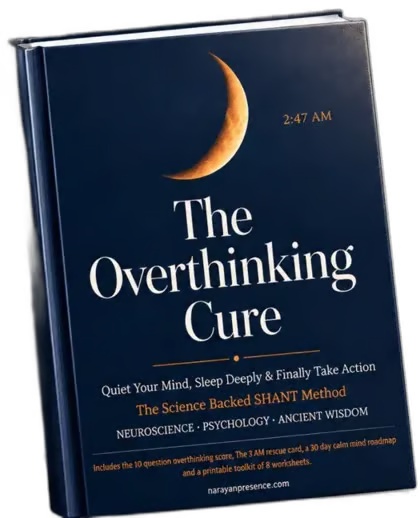 2:47 AM
The
Overthinking
Cure
Quiet Your Mind, Sleep Deeply & Finally Take Action
The Science Backed SHANT Method
NEUROSCIENCE · PSYCHOLOGY · ANCIENT WISDOM
Includes the 10 question overthinking score, The 3 AM rescue card, a 30 day calm mind roadmap
and a printable toolkit of 8 worksheets.
narayanpresence.com